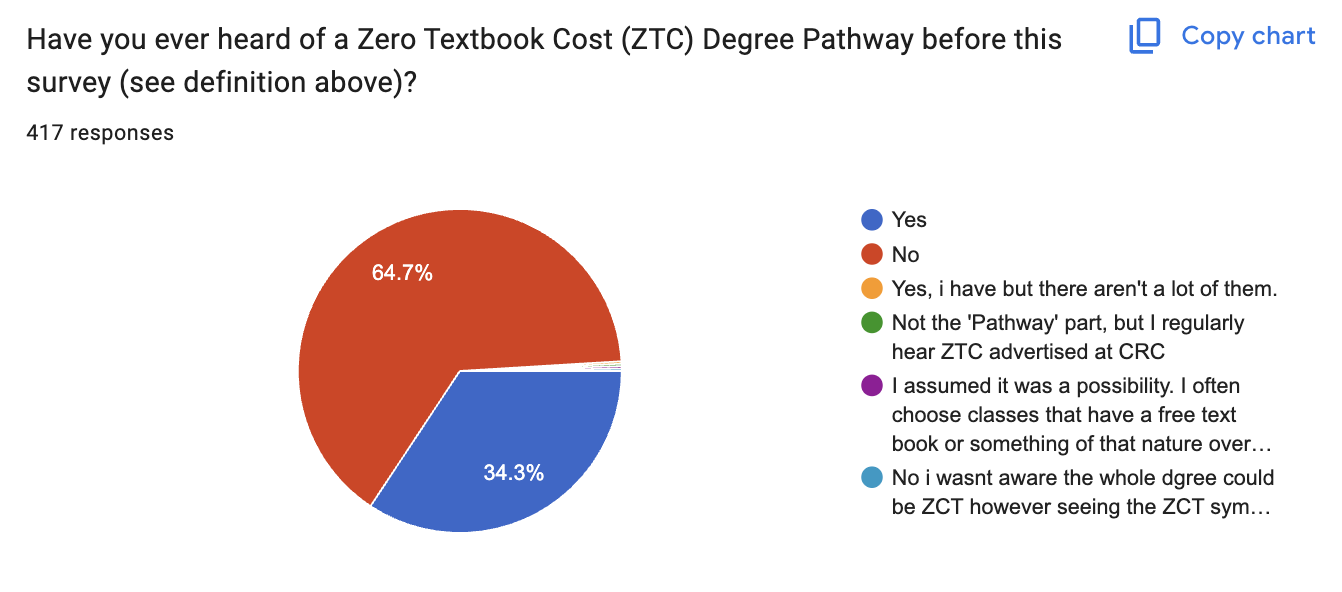 Have you ever heard of a Zero Textbook Cost (ZTC) Degree Pathway before this
survey (see definition above)?
Copy chart
417 responses
64.7%
34.3%
Yes
No
Yes, i have but there aren't a lot of them.
Not the 'Pathway' part, but I regularly
hear ZTC advertised at CRC
I assumed it was a possibility. I often
choose classes that have a free text
book or something of that nature over…
No i wasnt aware the whole dgree could
be ZCT however seeing the ZCT sym…